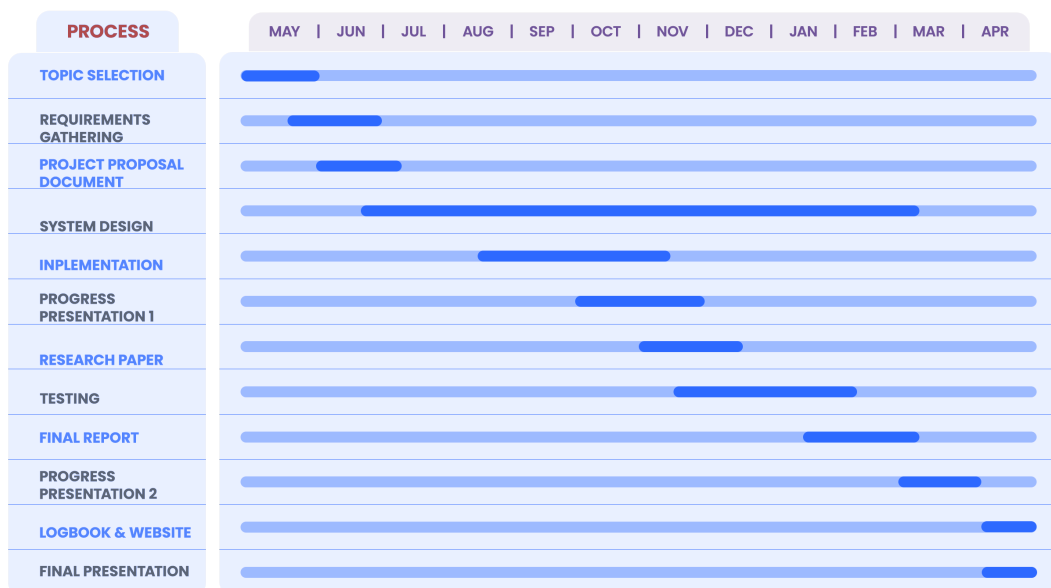 PROCESS
MAY | JUN | JUL | AUG | SEP | OCT | NOV | DEC | JAN | FEB | MAR | APR
TOPIC SELECTION
REQUIREMENTS
GATHERING
PROJECT PROPOSAL
DOCUMENT
SYSTEM DESIGN
INPLEMENTATION
PROGRESS
PRESENTATION 1
RESEARCH PAPER
TESTING
FINAL REPORT
PROGRESS
PRESENTATION 2
LOGBOOK & WEBSITE
FINAL PRESENTATION